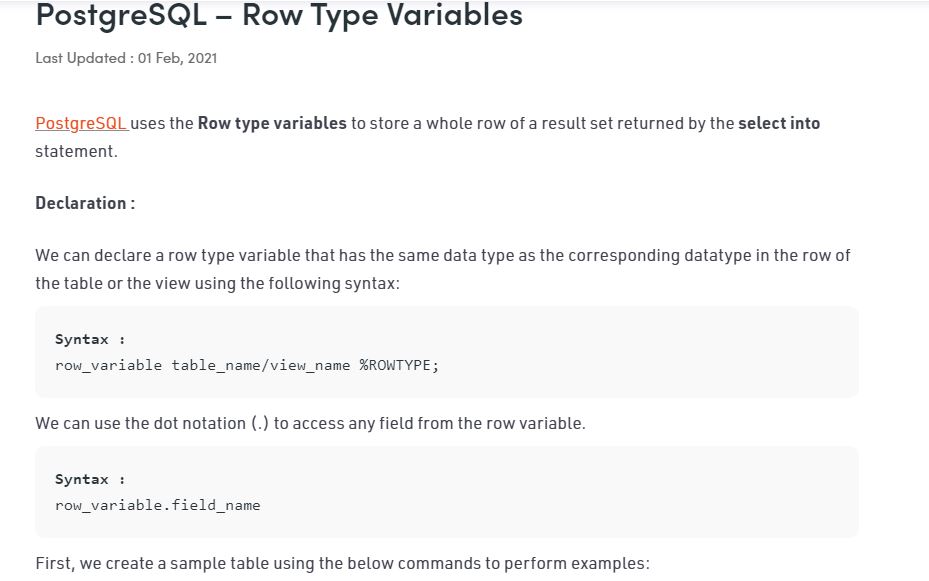 PostgreSQL – Row Type Variables
Last Updated : 01 Feb, 2021
PostgreSQL uses the Row type variables to store a whole row of a result set returned by the select into
statement.
Declaration :
We can declare a row type variable that has the same data type as the corresponding datatype in the row of
the table or the view using the following syntax:
Syntax :
row_variable table_name/view_name %ROWTYPE;
We can use the dot notation (.) to access any field from the row variable.
Syntax :
row_variable.field_name
First, we create a sample table using the below commands to perform examples: